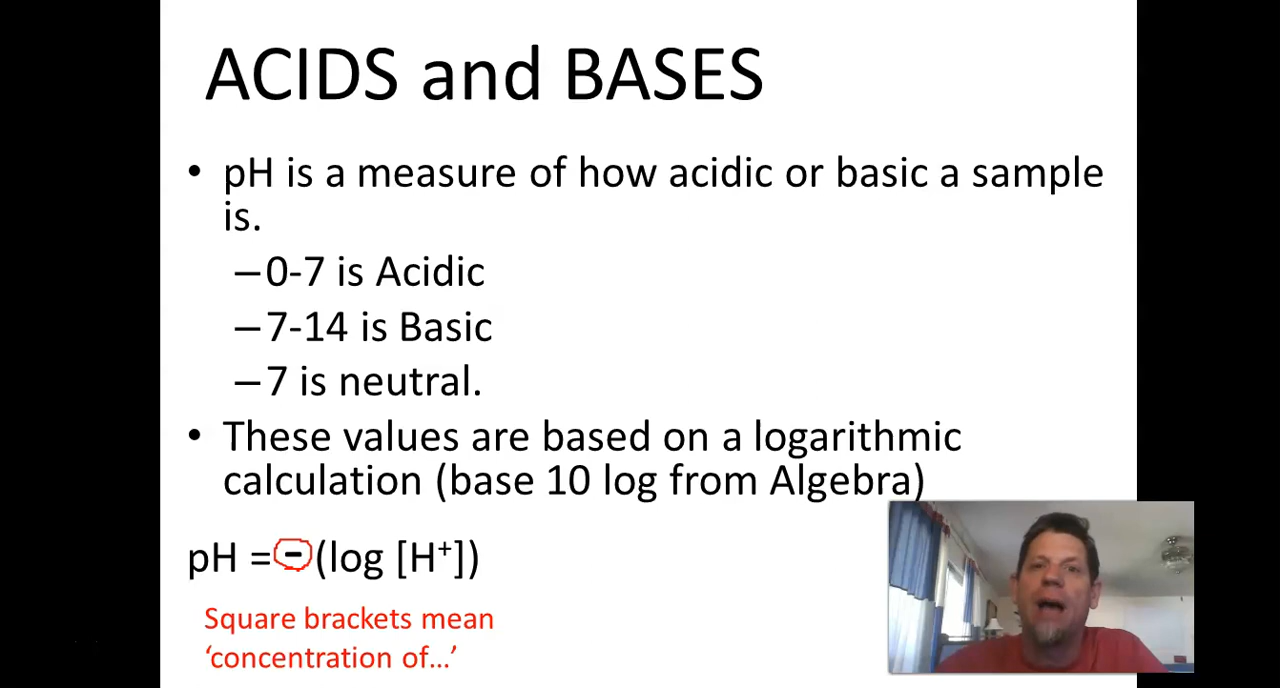 ACIDS and BASES
• pH is a measure of how acidic or basic a sample
is.
–0-7 is Acidic
–7-14 is Basic
–7 is neutral.
• These values are based on a logarithmic
calculation (base 10 log from Algebra)
pH =-(log [H⁺])
Square brackets mean
‘concentration of…’